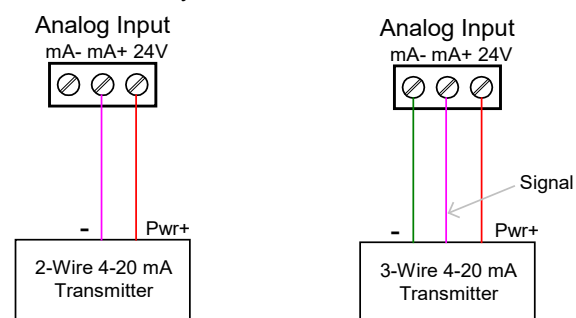 Analog Input
mA- mA+ 24V
- Pwr+
2-Wire 4-20 mA
Transmitter
Analog Input
mA- mA+ 24V
Signal
- Pwr+
3-Wire 4-20 mA
Transmitter